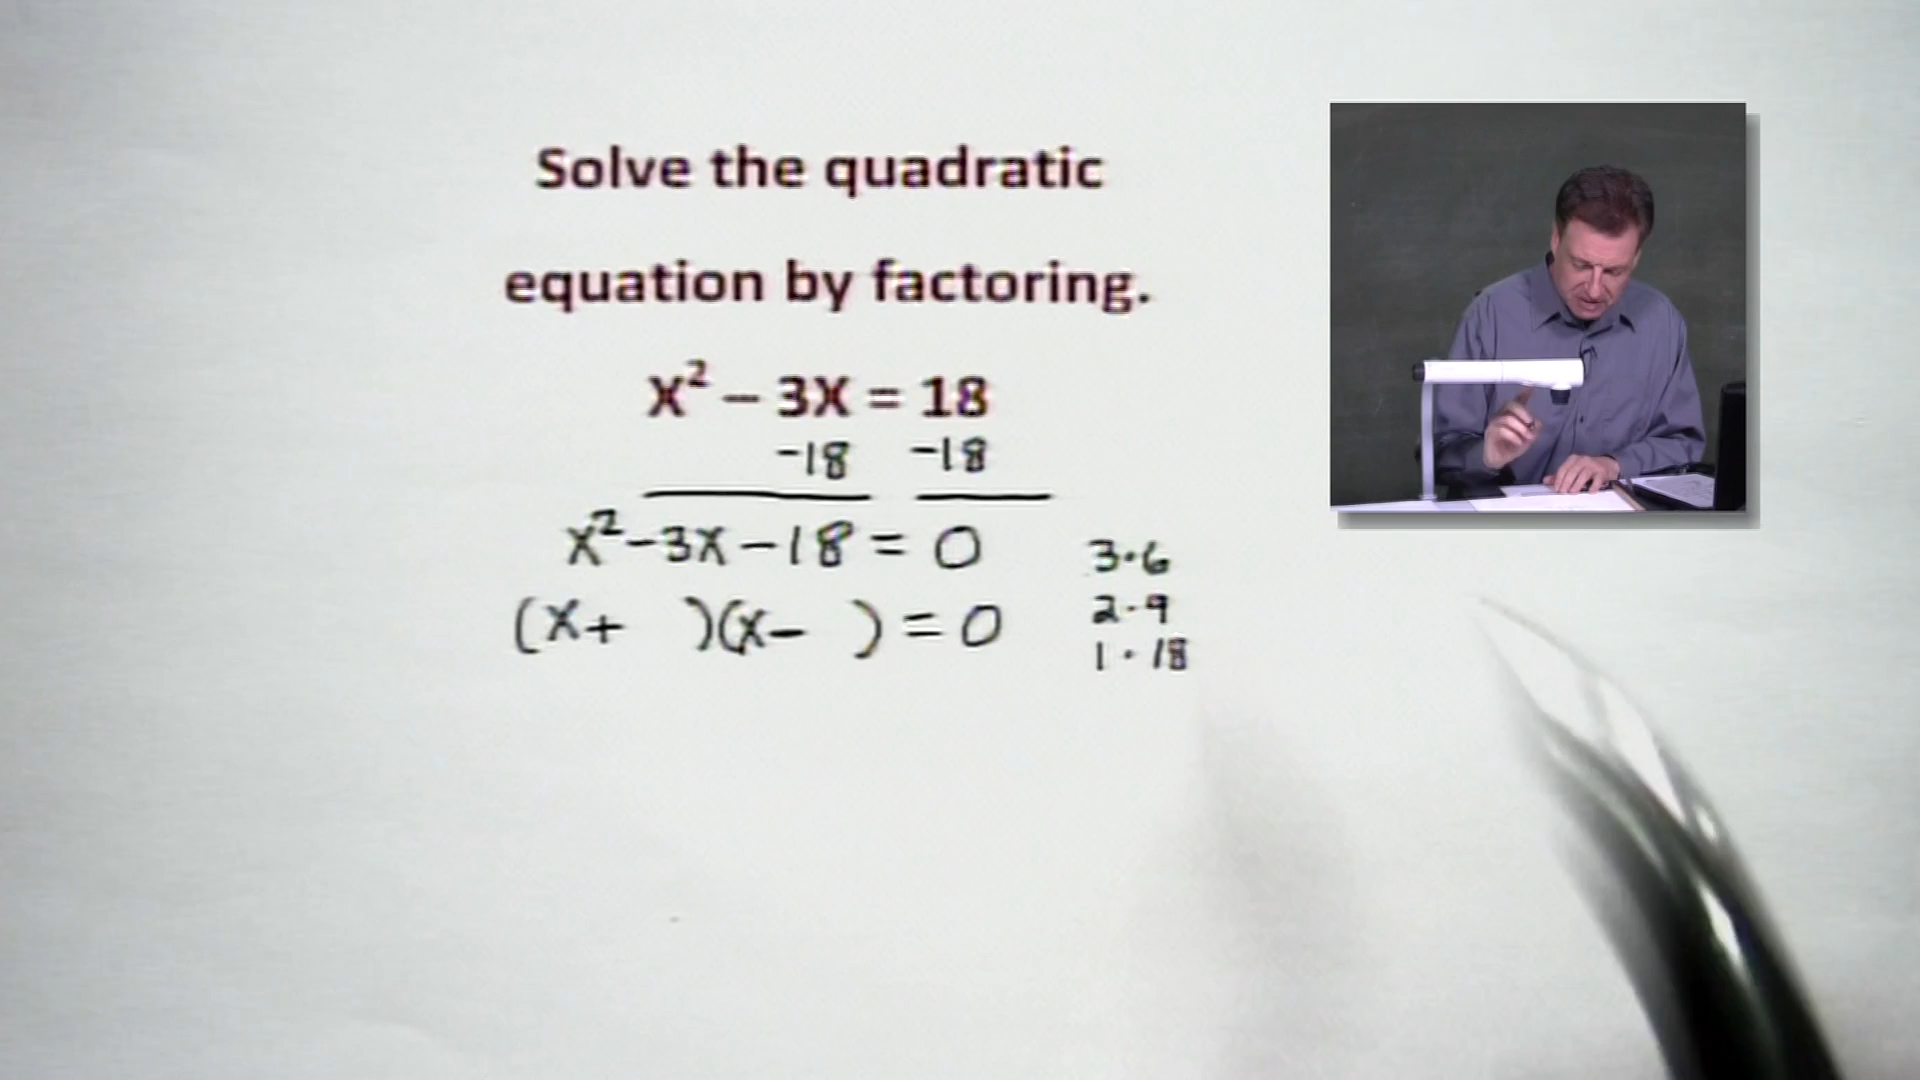 Solve the quadratic
equation by factoring.
X² – 3X = 18
-18 -18
x²-3x-18 = 0
(x+ )(x- ) = 0
3·6
2·9
1·18